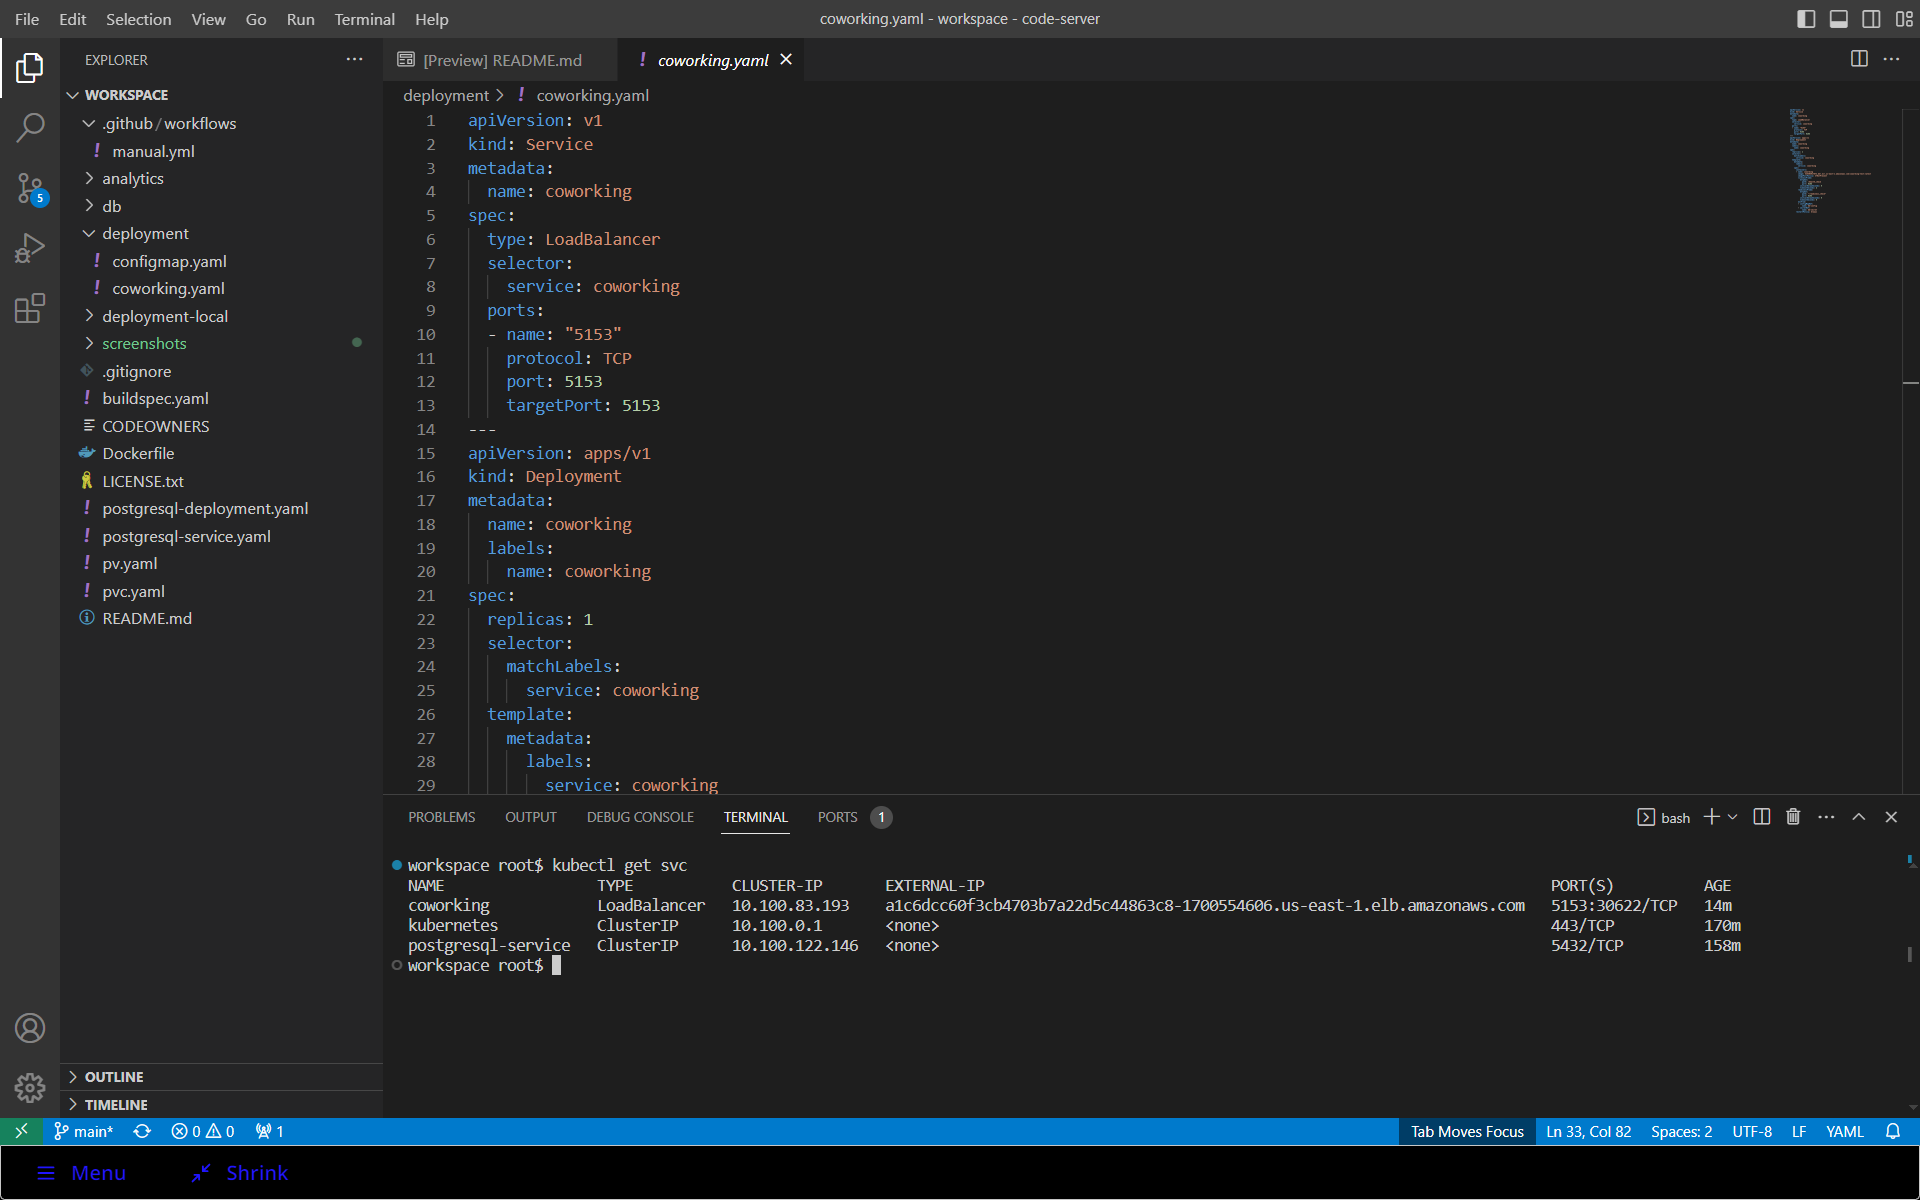 File Edit Selection View Go Run Terminal Help
coworking.yaml - workspace - code-server
EXPLORER
WORKSPACE
.github/workflows
manual.yml
analytics
db
deployment
configmap.yaml
coworking.yaml
deployment-local
screenshots
.gitignore
buildspec.yaml
CODEOWNERS
Dockerfile
LICENSE.txt
postgresql-deployment.yaml
postgresql-service.yaml
pv.yaml
pvc.yaml
README.md
OUTLINE
TIMELINE
5
[Preview] README.md
coworking.yaml
deployment > coworking.yaml
1 apiVersion: v1
2 kind: Service
3 metadata:
4 name: coworking
5 spec:
6 type: LoadBalancer
7 selector:
8 service: coworking
9 ports:
10 - name: "5153"
11 protocol: TCP
12 port: 5153
13 targetPort: 5153
14 ---
15 apiVersion: apps/v1
16 kind: Deployment
17 metadata:
18 name: coworking
19 labels:
20 name: coworking
21 spec:
22 replicas: 1
23 selector:
24 matchLabels:
25 service: coworking
26 template:
27 metadata:
28 labels:
29 service: coworking
PROBLEMS OUTPUT DEBUG CONSOLE TERMINAL PORTS 1
bash
workspace root$ kubectl get svc
NAME TYPE CLUSTER-IP EXTERNAL-IP PORT(S) AGE
coworking LoadBalancer 10.100.83.193 a1c6dcc60f3cb4703b7a22d5c44863c8-1700554606.us-east-1.elb.amazonaws.com 5153:30622/TCP 14m
kubernetes ClusterIP 10.100.0.1 <none> 443/TCP 170m
postgresql-service ClusterIP 10.100.122.146 <none> 5432/TCP 158m
workspace root$
main* 0 0 1
Tab Moves Focus Ln 33, Col 82 Spaces: 2 UTF-8 LF YAML
Menu Shrink